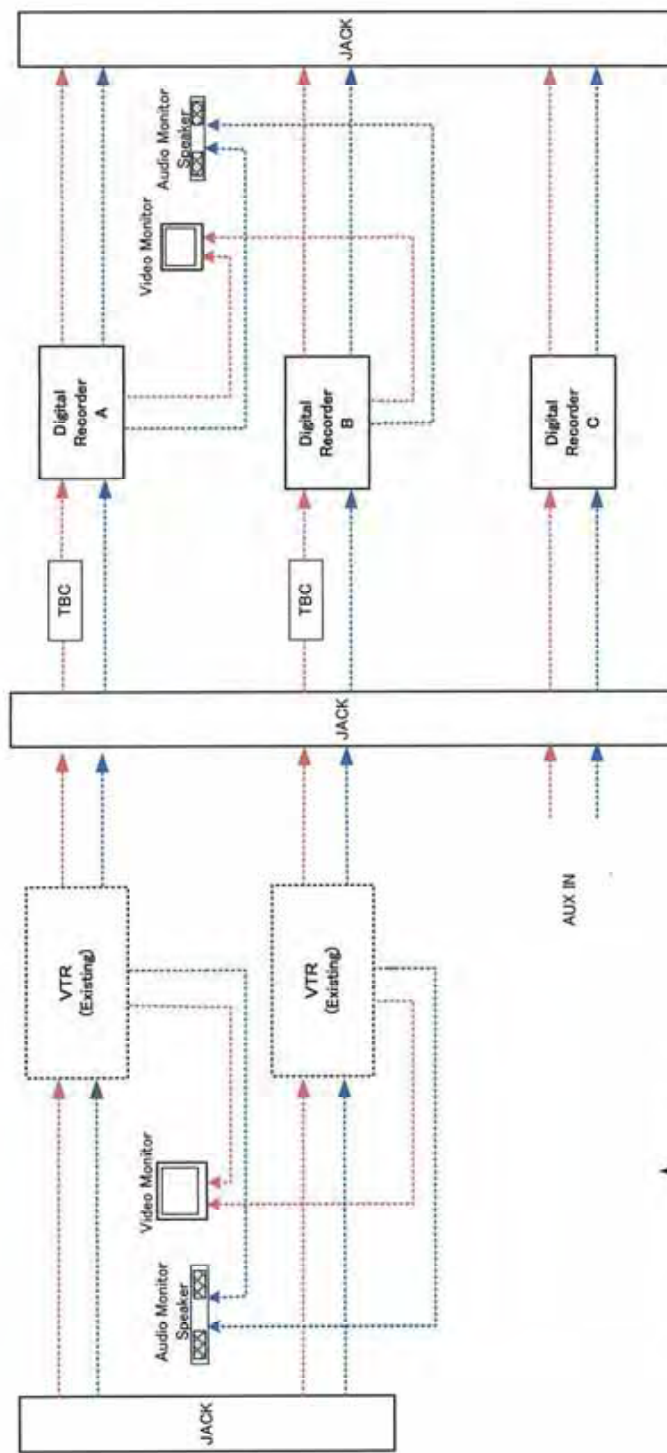 JACK
Audio Monitor
Speaker
Video Monitor
VTR
(Existing)
VTR
(Existing)
AUX IN
JACK
TBC
TBC
Digital
Recorder
A
Digital
Recorder
B
Digital
Recorder
C
Video Monitor
Audio Monitor
Speaker
JACK